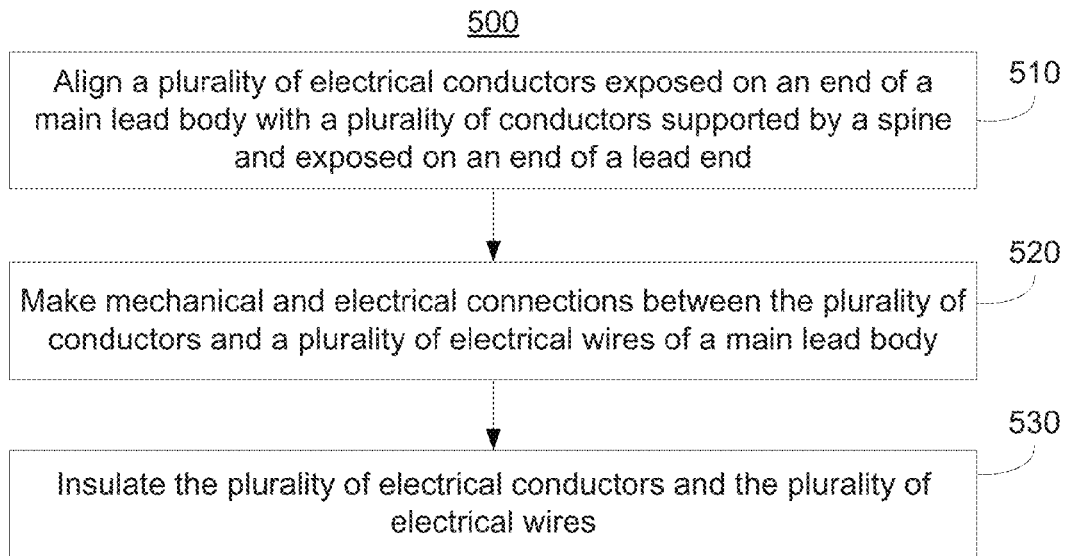 500
Align a plurality of electrical conductors exposed on an end of a
main lead body with a plurality of conductors supported by a spine
and exposed on an end of a lead end
510
Make mechanical and electrical connections between the plurality of
conductors and a plurality of electrical wires of a main lead body
520
Insulate the plurality of electrical conductors and the plurality of
electrical wires
530